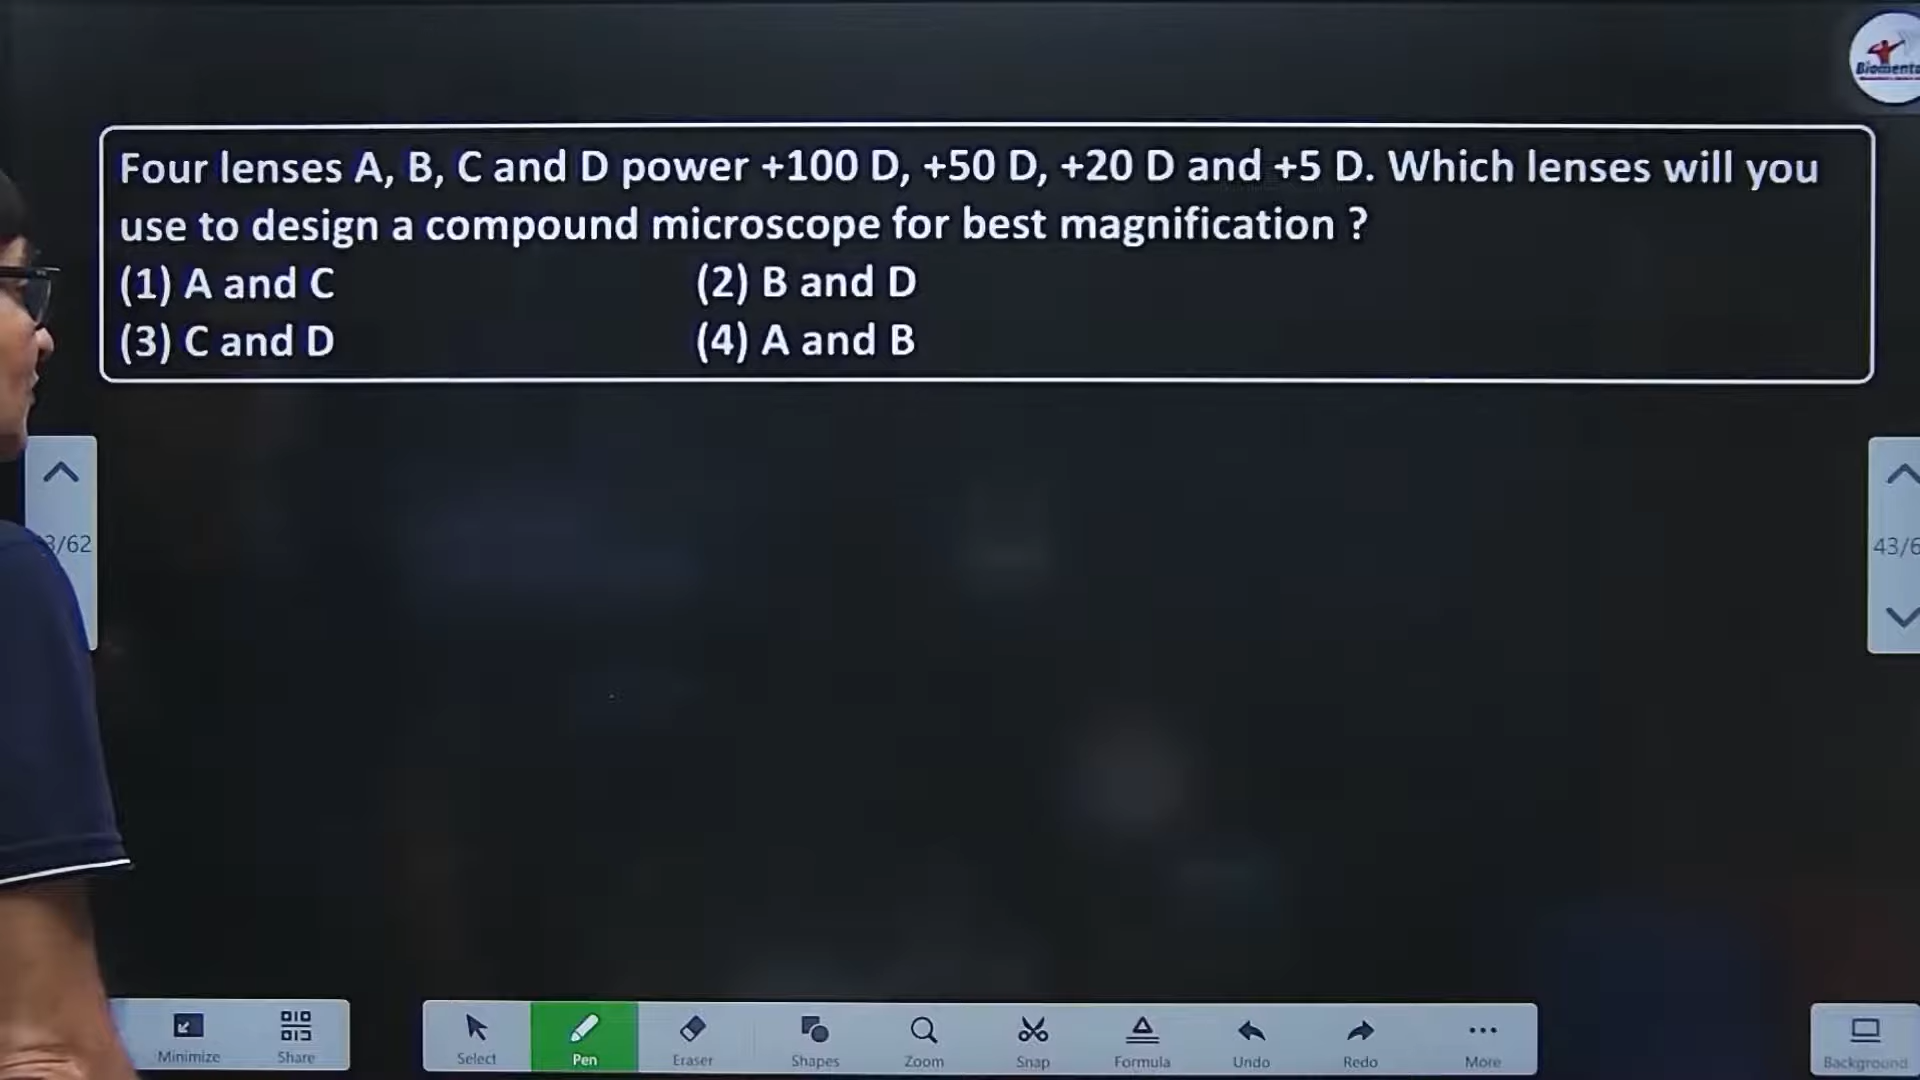 Four lenses A, B, C and D power +100 D, +50 D, +20 D and +5 D. Which lenses will you
use to design a compound microscope for best magnification ?
(1) A and C
(2) B and D
(3) C and D
(4) A and B
3/62
43/6
Minimize
Share
Select
Pen
Eraser
Shapes
Zoom
Snap
Formula
Undo
Redo
More
Background